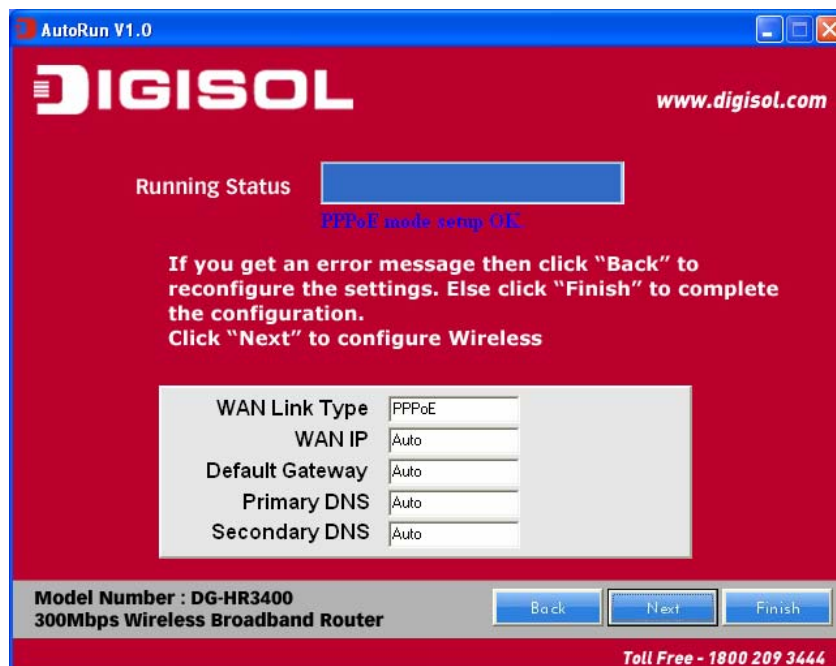 AutoRun V1.0
DIGISOL
www.digisol.com
Running Status
PPPoE mode setup OK.
If you get an error message then click “Back” to
reconfigure the settings. Else click “Finish” to complete
the configuration.
Click “Next” to configure Wireless
WAN Link Type PPPoE
WAN IP Auto
Default Gateway Auto
Primary DNS Auto
Secondary DNS Auto
Model Number : DG-HR3400
300Mbps Wireless Broadband Router
Back Next Finish
Toll Free - 1800 209 3444